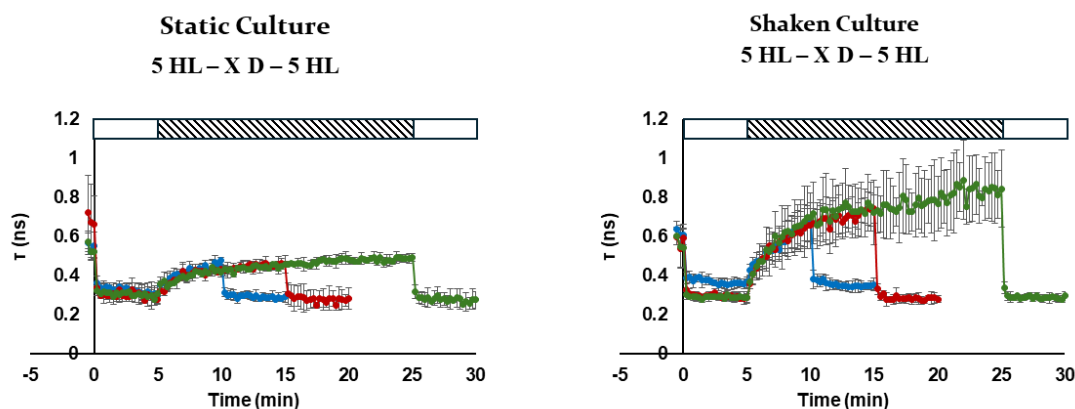 Static Culture
5 HL – X D – 5 HL
1.2
1
0.8
0.6
0.4
0.2
0
τ (ns)
-5 0 5 10 15 20 25 30
Time (min)
Shaken Culture
5 HL – X D – 5 HL
1.2
1
0.8
0.6
0.4
0.2
0
τ (ns)
-5 0 5 10 15 20 25 30
Time (min)